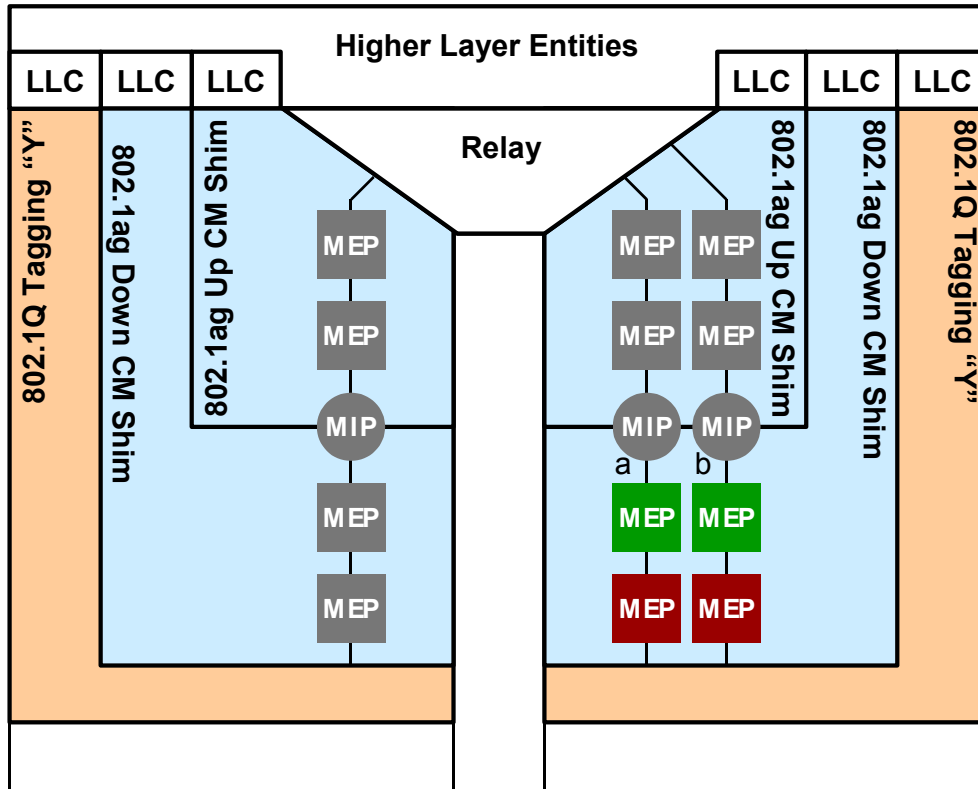 Higher Layer Entities
LLC
LLC
LLC
LLC
LLC
LLC
Relay
802.1Q Tagging “Y”
802.1ag Down CM Shim
802.1ag Up CM Shim
802.1ag Up CM Shim
802.1ag Down CM Shim
802.1Q Tagging “Y”
MEP
MEP
MEP
MEP
MEP
MEP
MIP
MIP
MIP
a
b
MEP
MEP
MEP
MEP
MEP
MEP